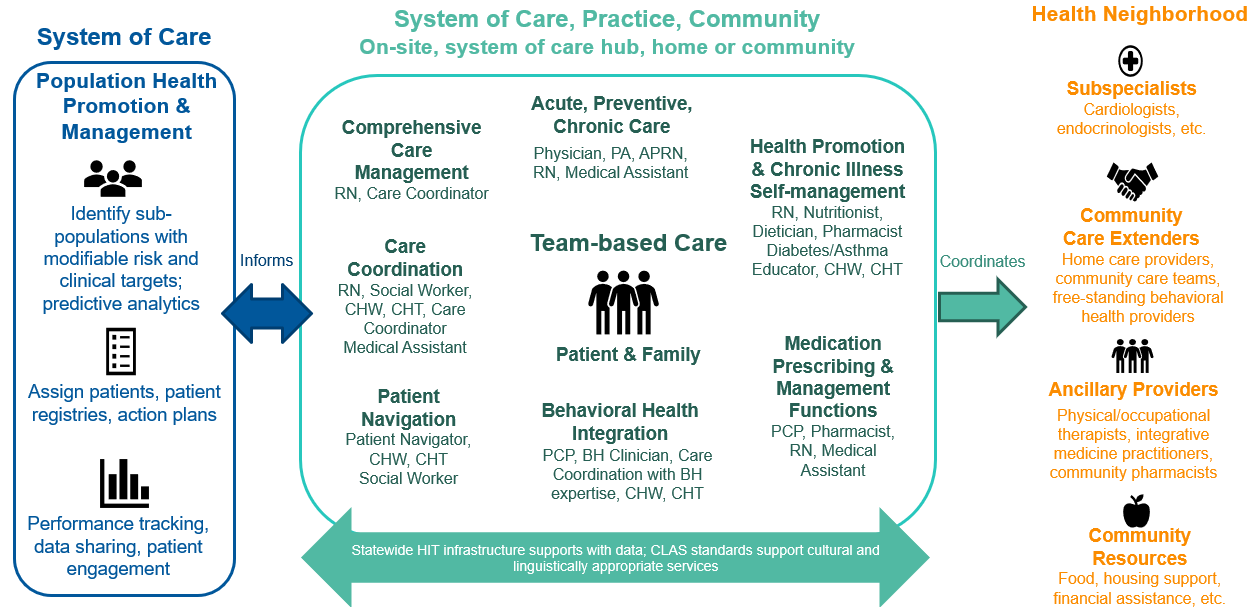 System of Care
Population Health
Promotion &
Management
Identify sub-
populations with
modifiable risk and
clinical targets;
predictive analytics
Assign patients, patient
registries, action plans
Performance tracking,
data sharing, patient
engagement
Informs
System of Care, Practice, Community
On-site, system of care hub, home or community
Comprehensive
Care
Management
RN, Care Coordinator
Care
Coordination
RN, Social Worker,
CHW, CHT, Care
Coordinator
Medical Assistant
Patient
Navigation
Patient Navigator,
CHW, CHT
Social Worker
Acute, Preventive,
Chronic Care
Physician, PA, APRN,
RN, Medical Assistant
Team-based Care
Patient & Family
Behavioral Health
Integration
PCP, BH Clinician, Care
Coordination with BH
expertise, CHW, CHT
Health Promotion
& Chronic Illness
Self-management
RN, Nutritionist,
Dietician, Pharmacist
Diabetes/Asthma
Educator, CHW, CHT
Medication
Prescribing &
Management
Functions
PCP, Pharmacist,
RN, Medical
Assistant
Statewide HIT infrastructure supports with data; CLAS standards support cultural and
linguistically appropriate services
Coordinates
Health Neighborhood
Subspecialists
Cardiologists,
endocrinologists, etc.
Community
Care Extenders
Home care providers,
community care teams,
free-standing behavioral
health providers
Ancillary Providers
Physical/occupational
therapists, integrative
medicine practitioners,
community pharmacists
Community
Resources
Food, housing support,
financial assistance, etc.